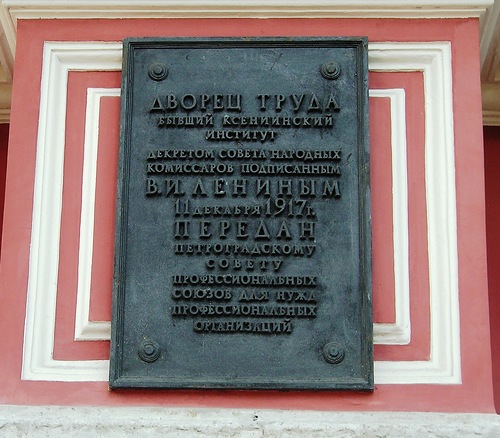 ДВОРЕЦ ТРУДА
БЫВШИЙ КСЕНИИНСКИЙ
ИНСТИТУТ
ДЕКРЕТОМ СОВЕТА НАРОДНЫХ
КОМИССАРОВ ПОДПИСАННЫМ
В.И.ЛЕНИНЫМ
11 ДЕКАБРЯ 1917г.
ПЕРЕДАН
ПЕТРОГРАДСКОМУ
СОВЕТУ
ПРОФЕССИОНАЛЬНЫХ
СОЮЗОВ ДЛЯ НУЖД
ПРОФЕССИОНАЛЬНЫХ
ОРГАНИЗАЦИЙ